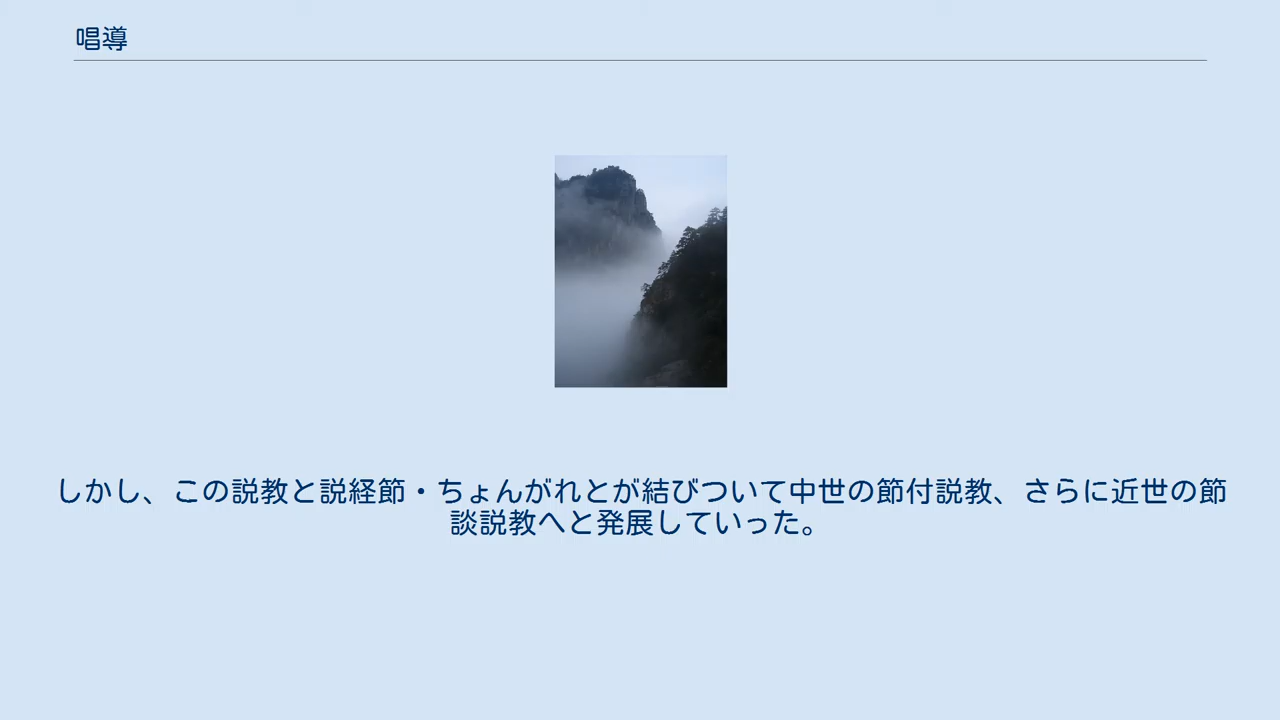 唱導
しかし、この説教と説経節・ちょんがれとが結びついて中世の節付説教、さらに近世の節
談説教へと発展していった。